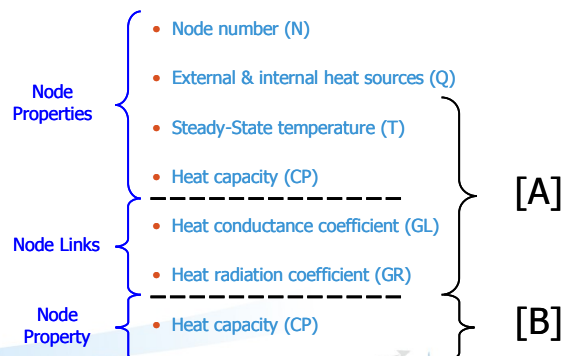 Node Properties
• Node number (N)
• External & internal heat sources (Q)
• Steady-State temperature (T)
• Heat capacity (CP)
[A]
Node Links
• Heat conductance coefficient (GL)
• Heat radiation coefficient (GR)
Node Property
• Heat capacity (CP)
[B]